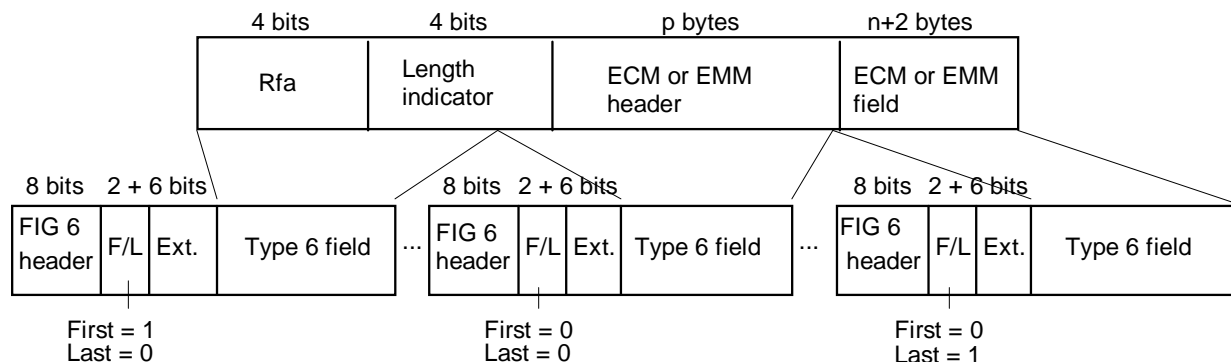 4 bits 4 bits p bytes n+2 bytes
Rfa Length indicator ECM or EMM header ECM or EMM field
8 bits 2 + 6 bits 8 bits 2 + 6 bits 8 bits 2 + 6 bits
FIG 6 header F/L Ext. Type 6 field ... FIG 6 header F/L Ext. Type 6 field ... FIG 6 header F/L Ext. Type 6 field
First = 1 First = 0 First = 0
Last = 0 Last = 0 Last = 1